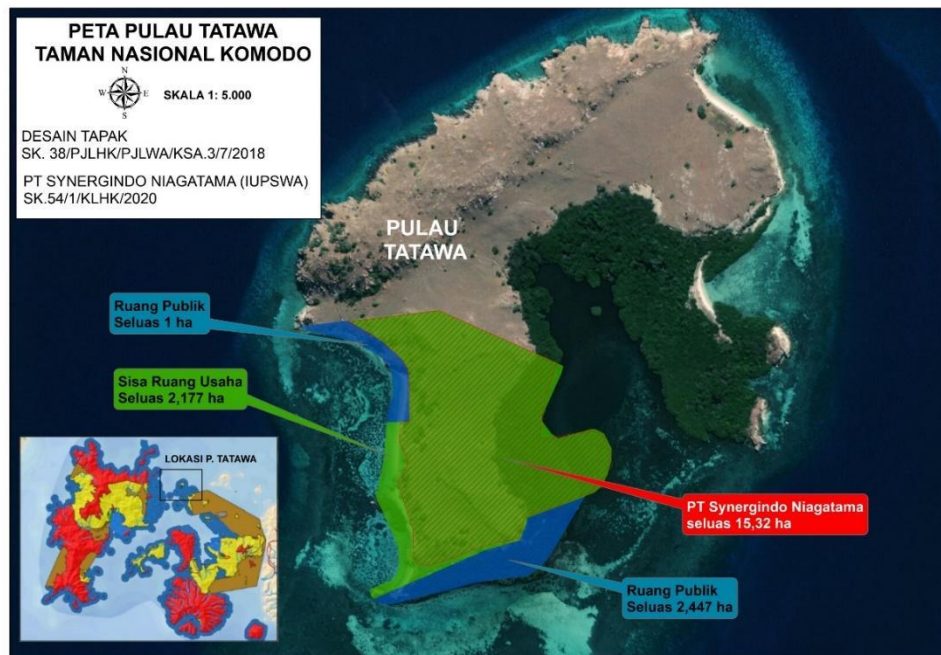 PETA PULAU TATAWA
TAMAN NASIONAL KOMODO
N
W E
S
SKALA 1: 5.000
DESAIN TAPAK
SK. 38/PJLHK/PJLWA/KSA.3/7/2018
PT SYNERGINDO NIAGATAMA (IUPSWA)
SK.54/1/KLHK/2020
PULAU
TATAWA
Ruang Publik
Seluas 1 ha
Sisa Ruang Usaha
Seluas 2,177 ha
LOKASI P. TATAWA
PT Synergindo Niagatama
seluas 15,32 ha
Ruang Publik
Seluas 2,447 ha